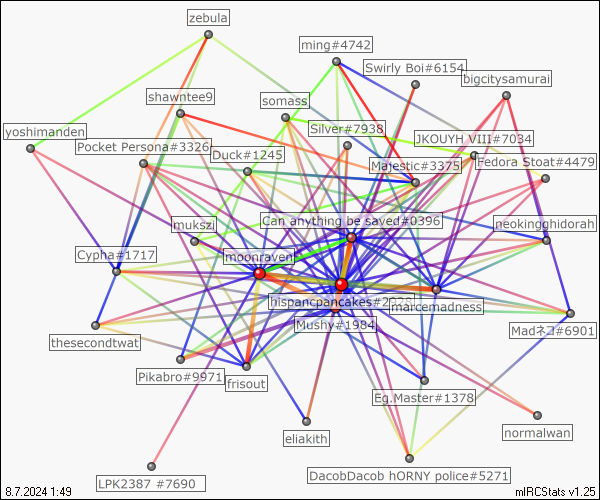 zebula
ming#4742
Swirly Boi#6154
bigcitysamurai
shawntee9
somass
Silver#7938
yoshimanden
JKOUYH VIII#7034
Pocket Persona#3326
Duck#1245
Majestic#3375
Fedora Stoat#4479
mukszi
Can anything be saved#0396
neokingghidorah
Cypha#1717
moonraven
hispancpancakes#2928
marcemadness
Mushy#1984
Madネコ#6901
thesecondtwat
Pikabro#9971
frisout
Eg.Master#1378
eliakith
normalwan
DacobDacob hORNY police#5271
LPK2387 #7690
8.7.2024 1:49
mIRCStats v1.25